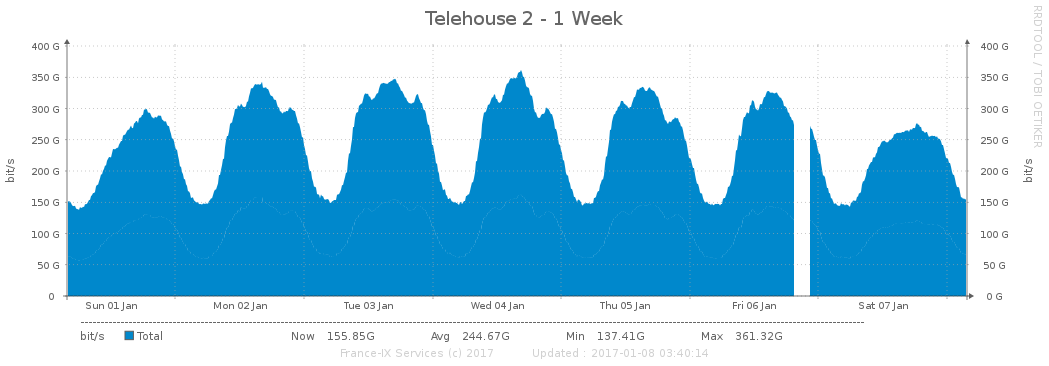 Telehouse 2 - 1 Week
RRDTOOL / TOBI OETIKER
400 G 400 G
350 G 350 G
300 G 300 G
250 G 250 G
200 G 200 G
150 G 150 G
100 G 100 G
50 G 50 G
0 0 G
bit/s bit/s
Sun 01 Jan Mon 02 Jan Tue 03 Jan Wed 04 Jan Thu 05 Jan Fri 06 Jan Sat 07 Jan
bit/s Total Now 155.85G Avg 244.67G Min 137.41G Max 361.32G
France-IX Services (c) 2017 Updated : 2017-01-08 03:40:14